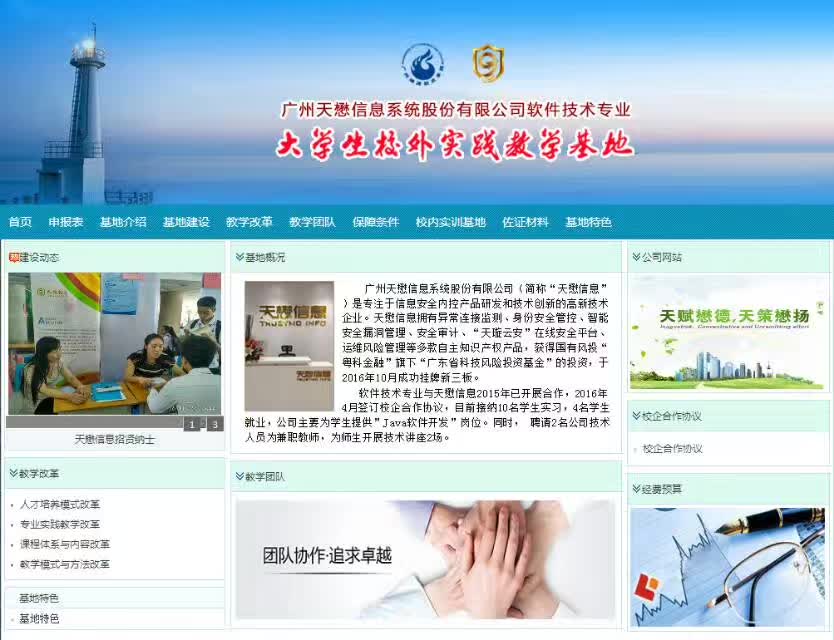 广州天懋信息系统股份有限公司软件技术专业
大学生校外实践教学基地
首页 申报表 基地介绍 基地建设 教学改革 教学团队 保障条件 校内实训基地 佐证材料 基地特色
建设动态
1 3
天懋信息招贤纳士
教学改革
人才培养模式改革
专业实践教学改革
课程体系与内容改革
教学模式与方法改革
基地特色
基地特色
基地概况
天懋信息
TRUSTMO INFO
天懋信息
广州天懋信息系统股份有限公司（简称“天懋信息”
）是专注于信息安全内控产品研发和技术创新的高新技术
企业。天懋信息拥有异常连接监测、身份安全管控、智能
安全漏洞管理、安全审计、“天璇云安”在线安全平台、
运维风险管理等多款自主知识产权产品，获得国有风投“
粤科金融”旗下“广东省科技风险投资基金”的投资，于
2016年10月成功挂牌新三板。
软件技术专业与天懋信息2015年已开展合作，2016年
4月签订校企合作协议，目前接纳10名学生实习，4名学生
就业，公司主要为学生提供”Java软件开发”岗位。同时， 聘请2名公司技术
人员为兼职教师，为师生开展技术讲座2场。
教学团队
团队协作·追求卓越
公司网站
天赋懋德,天策懋扬
校企合作协议
校企合作协议
经费预算